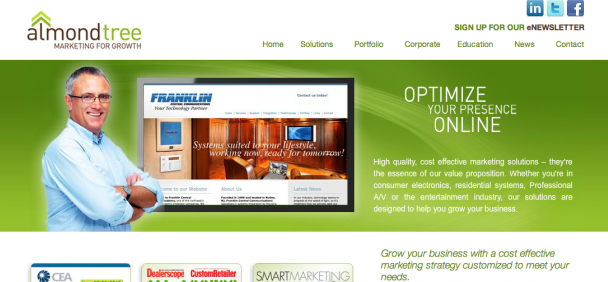 almondtree
MARKETING FOR GROWTH
SIGN UP FOR OUR eNEWSLETTER
Home Solutions Portfolio Corporate Education News Contact
FRANKLIN
Your Technology Partner
Contact us today!
Systems suited to your lifestyle,
working now, ready for tomorrow!
come to our Website About Us Latest News
OPTIMIZE
YOUR PRESENCE
ONLINE
High quality, cost effective marketing solutions – they're
the essence of our value proposition. Whether you're in
consumer electronics, residential systems, Professional
A/V or the entertainment industry, our solutions are
designed to help you grow your business.
CEA
Dealerscope CustomRetailer
SMARTMARKETING
Grow your business with a cost effective
marketing strategy customized to meet your
needs.